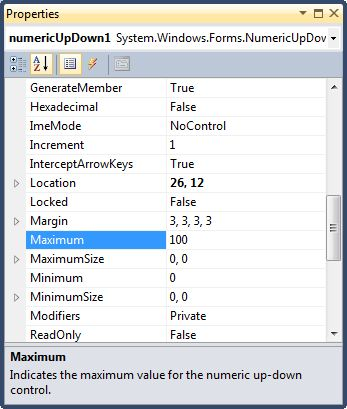 Properties
numericUpDown1 System.Windows.Forms.NumericUpDov
GenerateMember True
Hexadecimal False
ImeMode NoControl
Increment 1
InterceptArrowKeys True
Location 26, 12
Locked False
Margin 3, 3, 3, 3
Maximum 100
MaximumSize 0, 0
Minimum 0
MinimumSize 0, 0
Modifiers Private
ReadOnly False
Maximum
Indicates the maximum value for the numeric up-down
control.